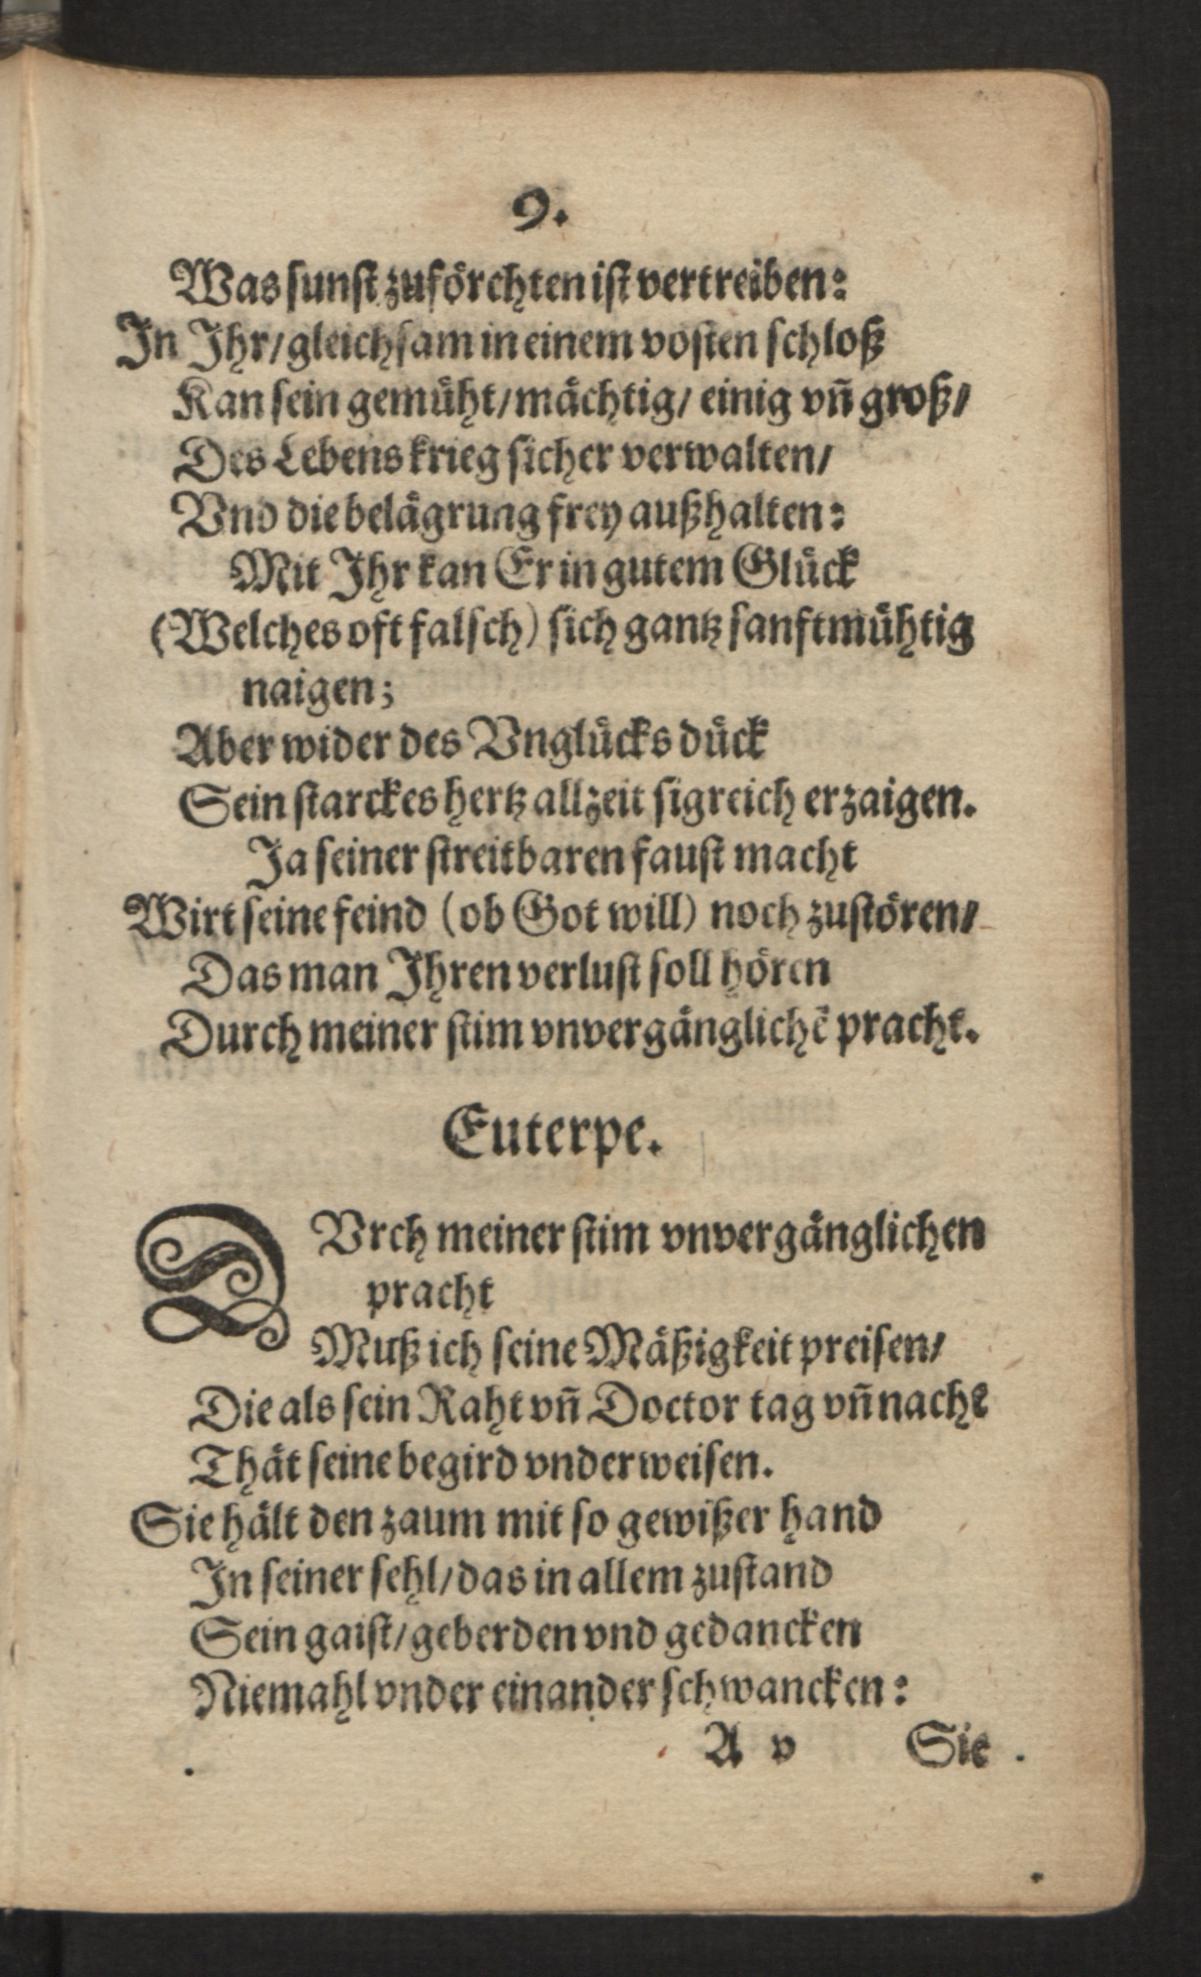 9.
Was sunst zuförchten ist vertreiben:
In Ihr/ gleichsam in einem vosten schloß
Kan sein gemüht/ mächtig/ einig vñ groß/
Des Lebens krieg sicher verwalten/
Vnd die belägrung frey außhalten:
Mit Ihr kan Er in gutem Glück
(Welches oft falsch) sich gantz sanftmühtig
naigen;
Aber wider des Vnglücks dück
Sein starckes hertz allzeit sigreich erzaigen.
Ja seiner streitbaren faust macht
Wirt seine feind (ob Got will) noch zustören/
Das man Ihren verlust soll hören
Durch meiner stim vnvergänglichē pracht.
Euterpe.
DVrch meiner stim vnvergänglichen
pracht
Muß ich seine Mäßigkeit preisen/
Die als sein Raht vñ Doctor tag vñ nacht
Thät seine begird vnderweisen.
Sie hält den zaum mit so gewißer hand
In seiner sehl/ das in allem zustand
Sein gaist/ geberden vnd gedancken
Niemahl vnder einander schwancken:
A v Sie